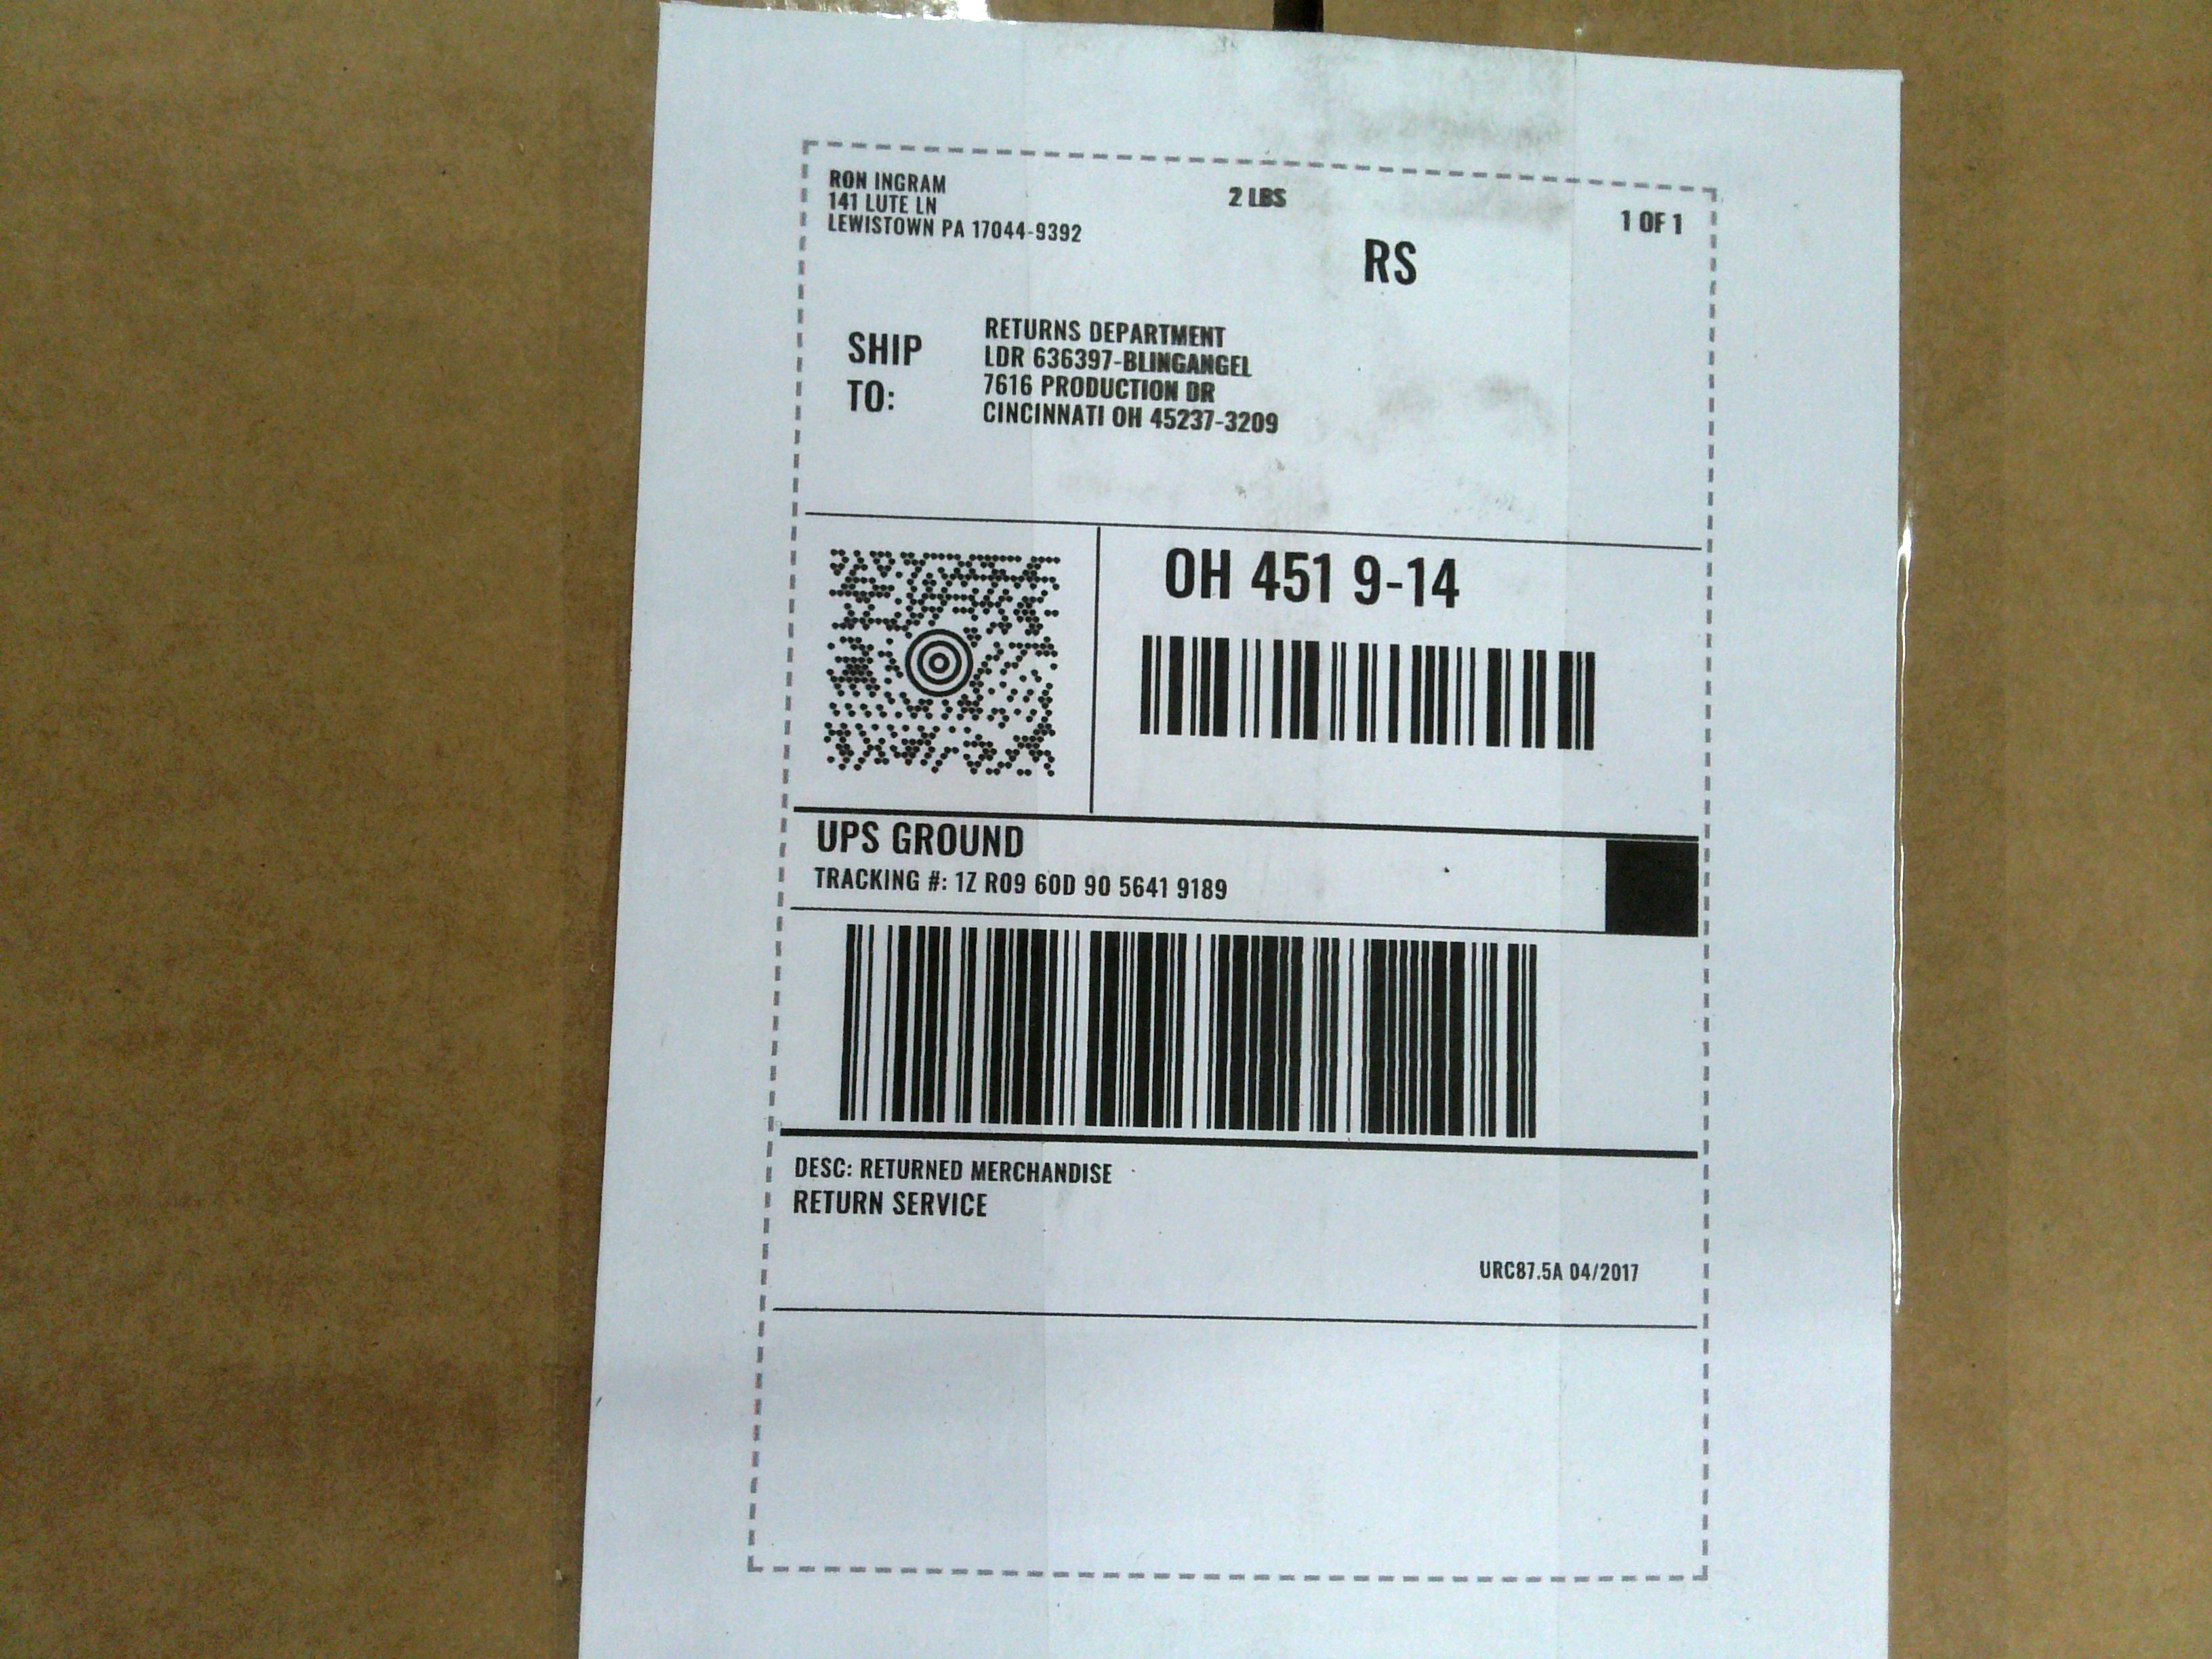 RON INGRAM
141 LUTE LN
LEWISTOWN PA 17044-9392
2 LBS
1 OF 1
RS
SHIP TO:
RETURNS DEPARTMENT
LDR 636397-BLINGANGEL
7616 PRODUCTION DR
CINCINNATI OH 45237-3209
OH 451 9-14
UPS GROUND
TRACKING #: 1Z R09 60D 90 5641 9189
DESC: RETURNED MERCHANDISE
RETURN SERVICE
URC87.5A 04/2017